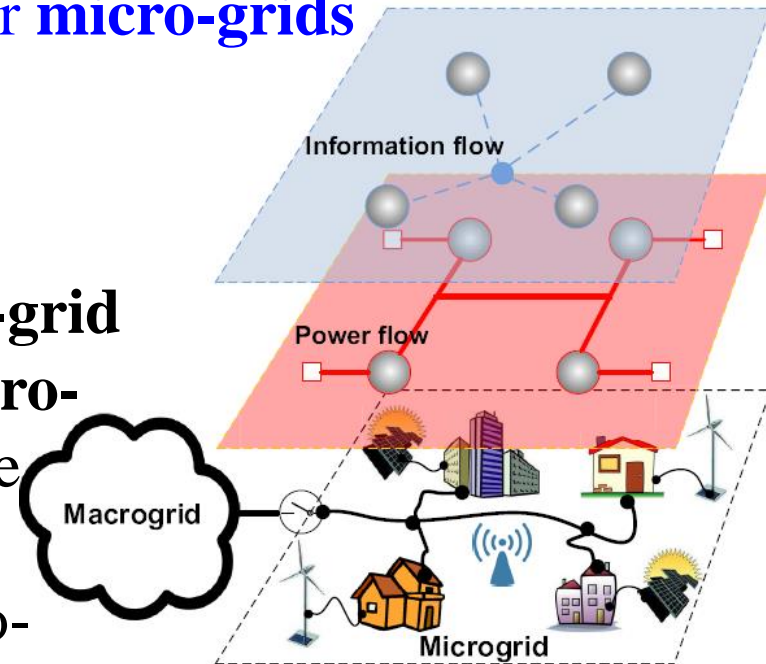 r micro-grids
Information flow
-grid
Power flow
ro-
e
Macrogrid
o-
Microgrid